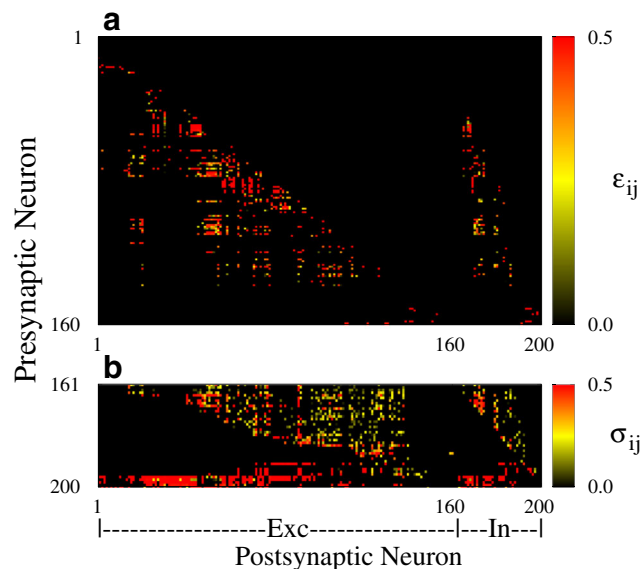 a
1
160
1
160
200
Presynaptic Neuron
0.5
0.0
ε_ij
b
161
200
1
160
200
0.5
0.0
σ_ij
|--------------------Exc------------------|---In---|
Postsynaptic Neuron